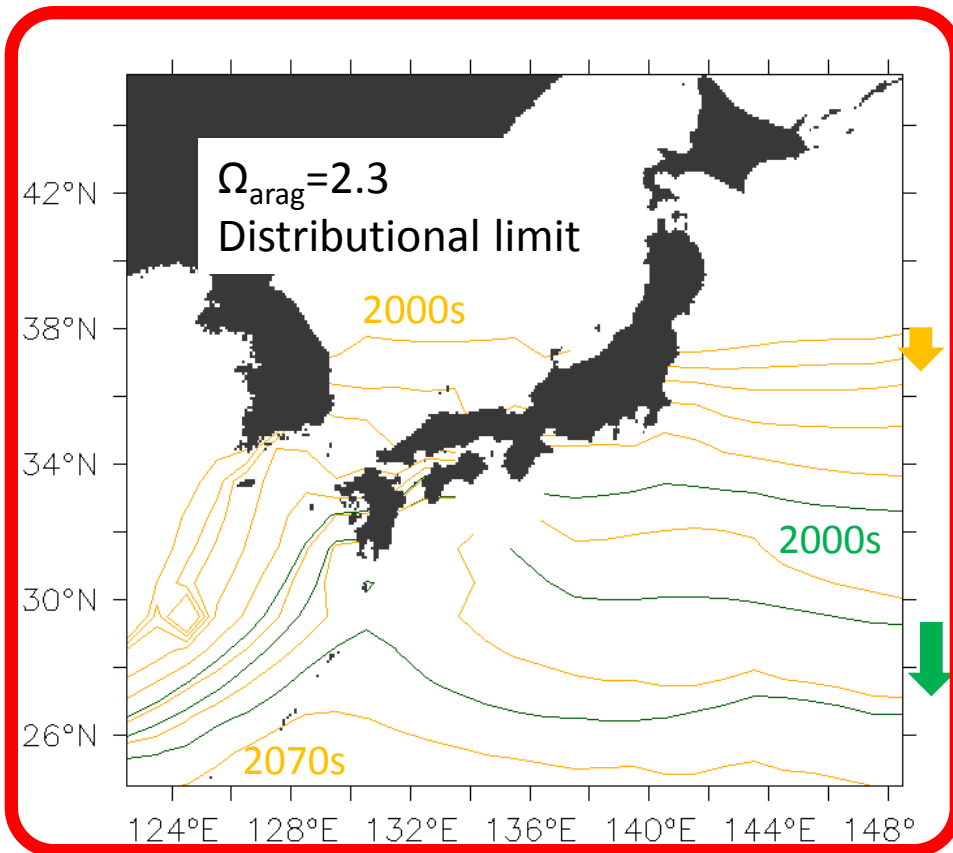 Ωarag=2.3
Distributional limit
42°N
2000s
38°N
34°N
2000s
30°N
26°N
2070s
124°E 128°E 132°E 136°E 140°E 144°E 148°